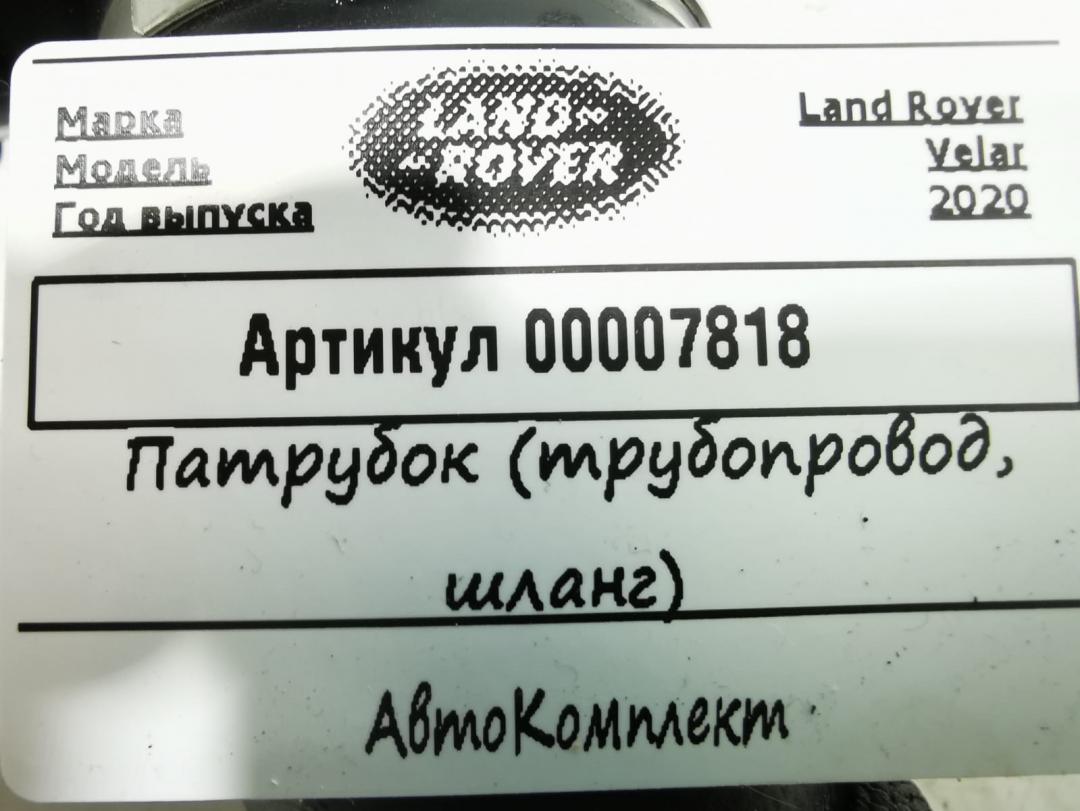 Марка
Модель
Год выпуска
LAND-
-ROVER
Land Rover
Velar
2020
Артикул 00007818
Патрубок (трубопровод,
шланг)
АвтоКомплект